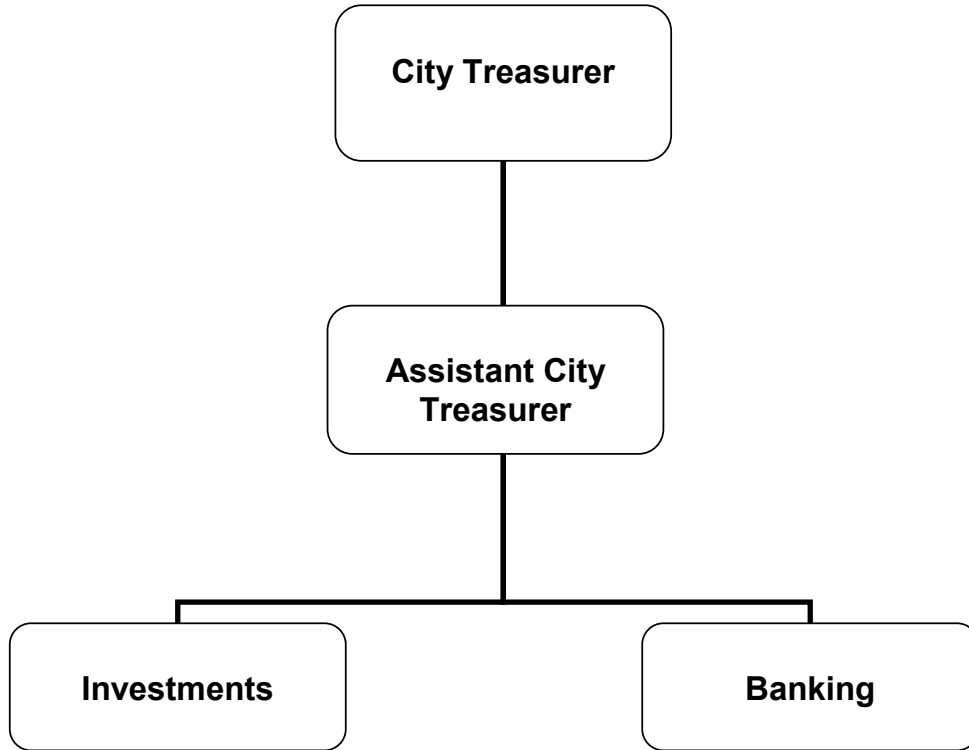 City Treasurer
Assistant City
Treasurer
Investments
Banking